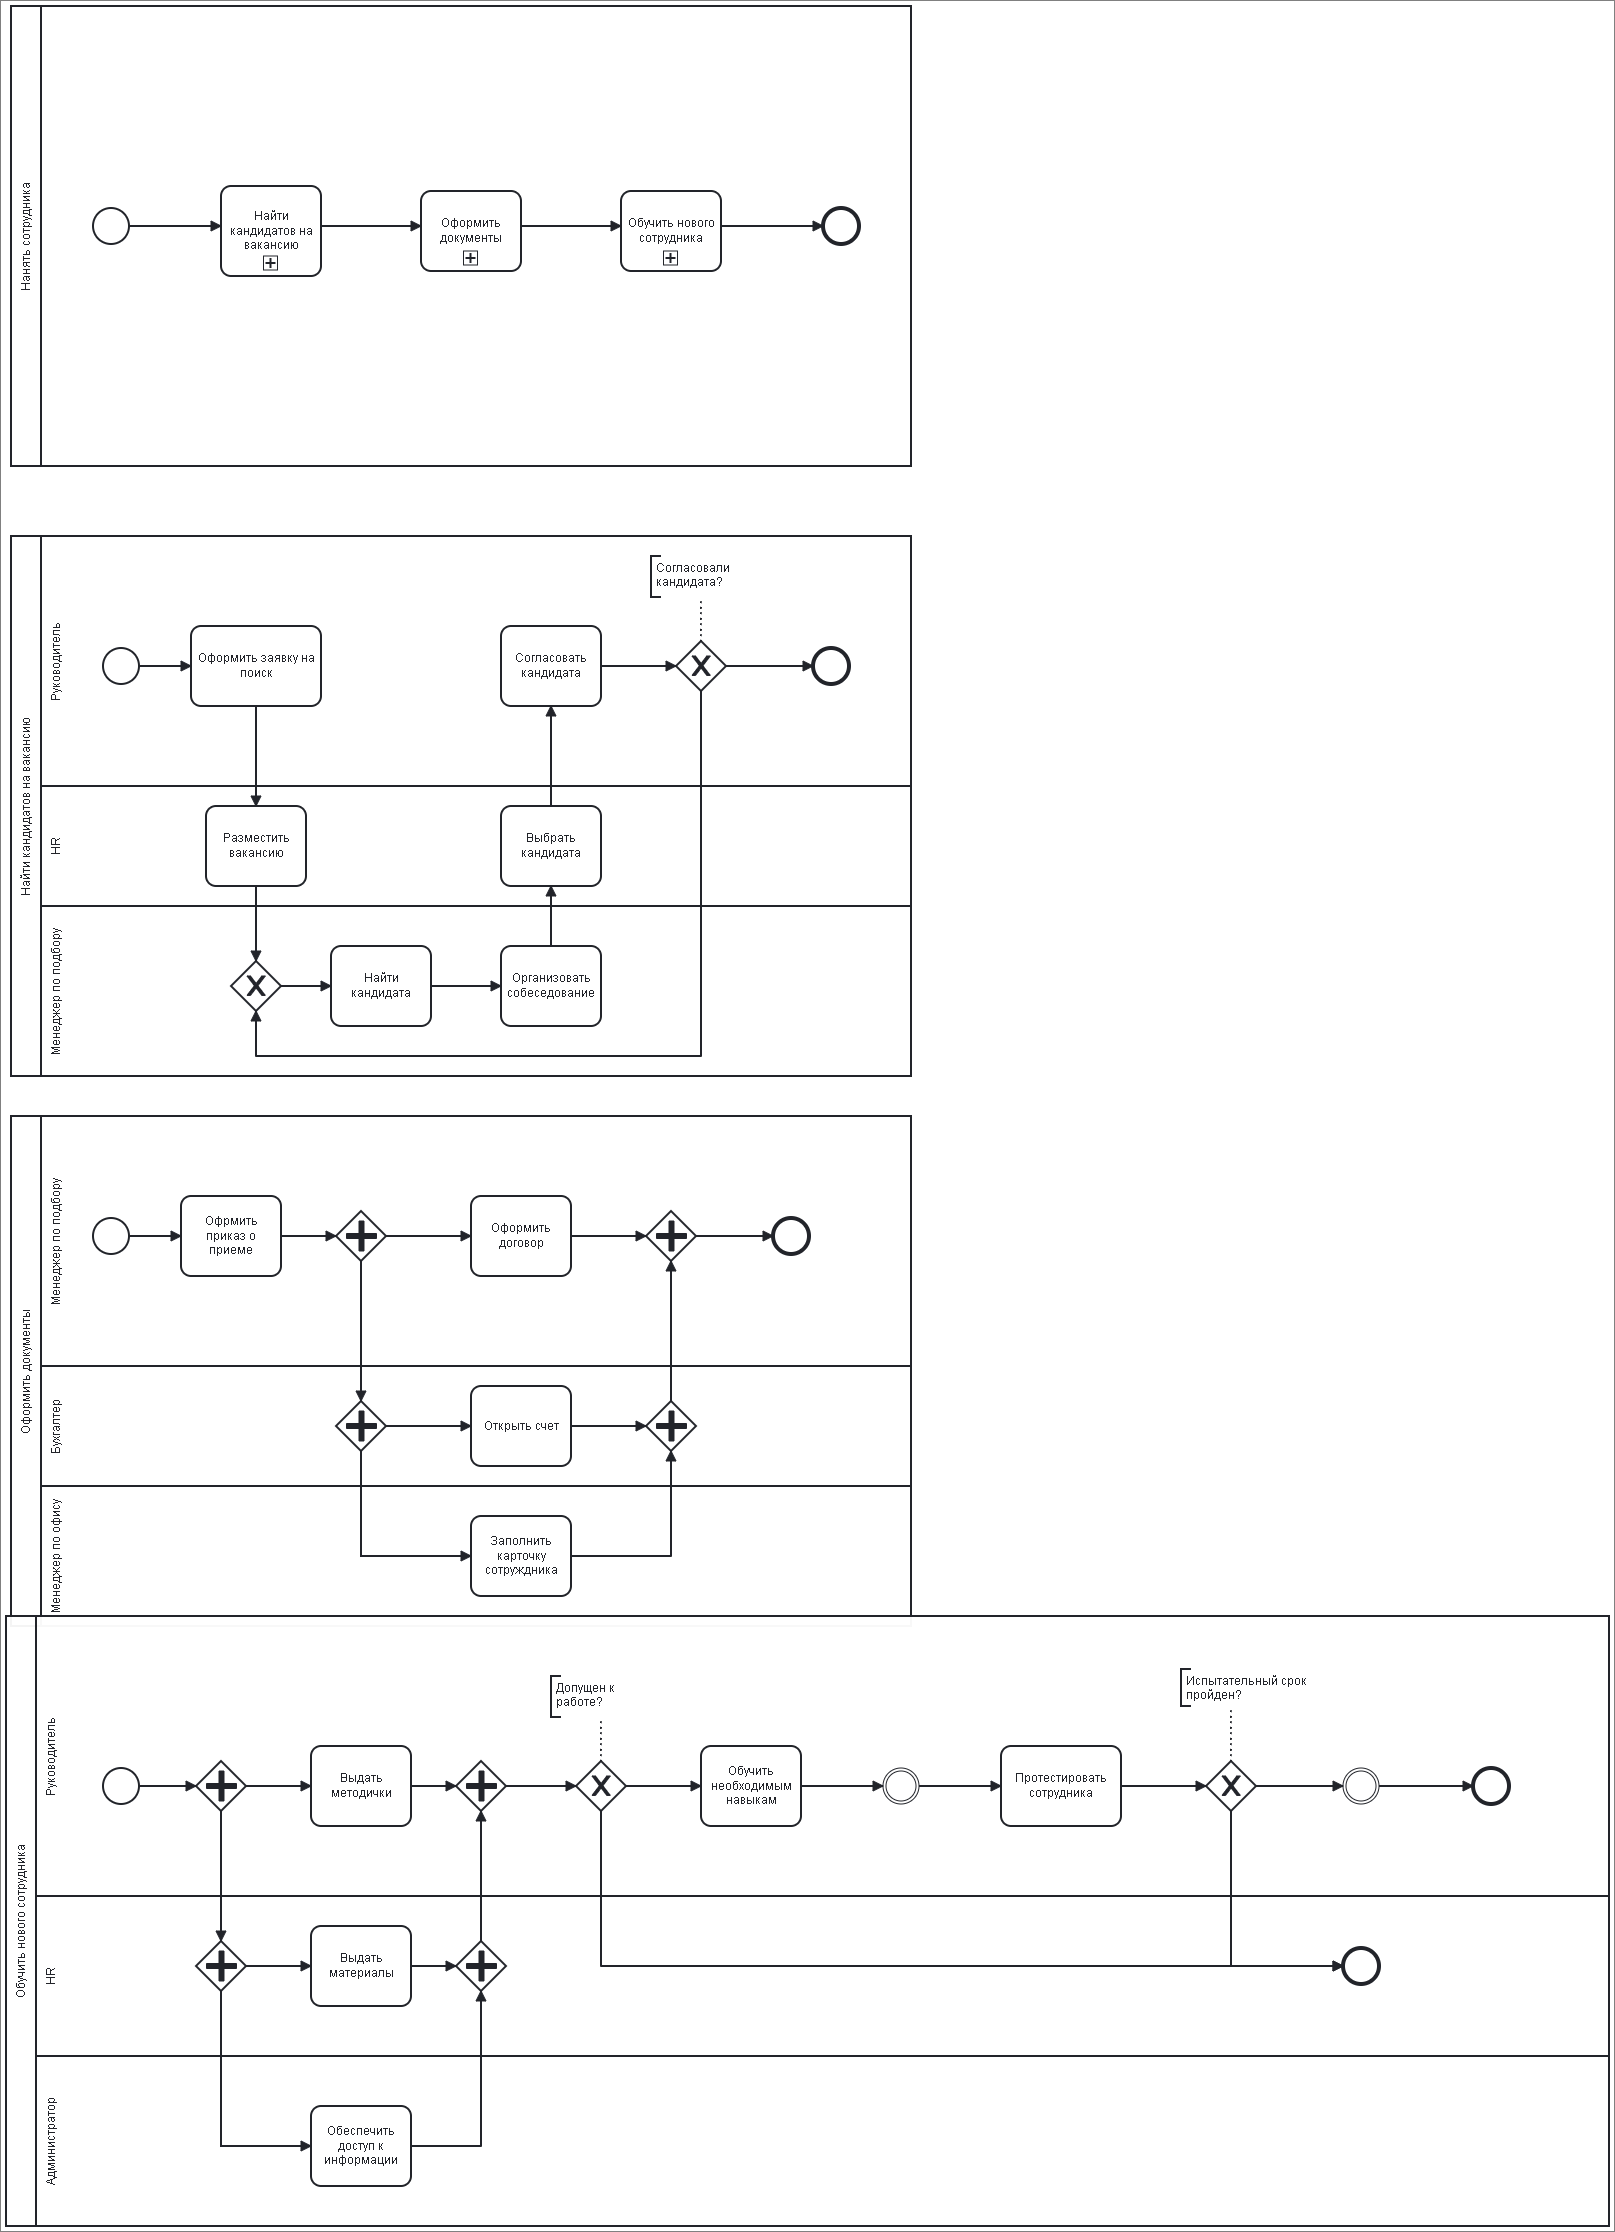 Нанять сотрудника
Найти
кандидатов на
вакансию
Оформить
документы
Обучить нового
сотрудника
Найти кандидатов на вакансию
Руководитель
Согласовали
кандидата?
Оформить заявку на
поиск
Согласовать
кандидата
HR
Разместить
вакансию
Выбрать
кандидата
Менеджер по подбору
Найти
кандидата
Организовать
собеседование
Оформить документы
Менеджер по подбору
Офрмить
приказ о
приеме
Оформить
договор
Бухгалтер
Открыть счет
Менеджер по офису
Заполнить
карточку
сотруждника
Обучить нового сотрудника
Руководитель
Допущен к
работе?
Испытательный срок
пройден?
Выдать
методички
Обучить
необходимым
навыкам
Протестировать
сотрудника
HR
Выдать
материалы
Администратор
Обеспечить
доступ к
информации